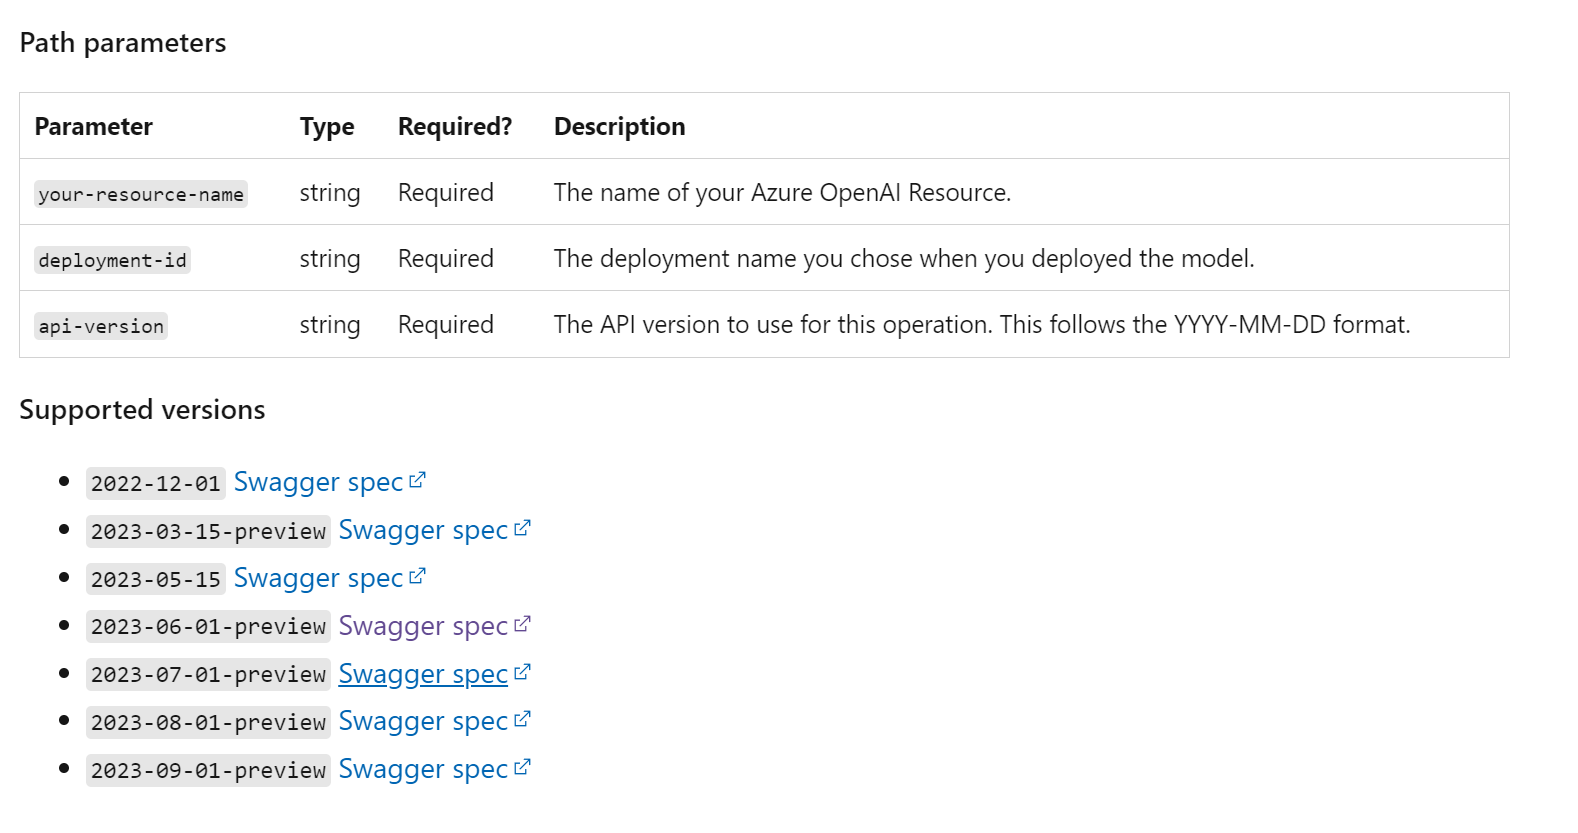 Path parameters
Parameter Type Required? Description
your-resource-name string Required The name of your Azure OpenAI Resource.
deployment-id string Required The deployment name you chose when you deployed the model.
api-version string Required The API version to use for this operation. This follows the YYYY-MM-DD format.
Supported versions
2022-12-01 Swagger spec
2023-03-15-preview Swagger spec
2023-05-15 Swagger spec
2023-06-01-preview Swagger spec
2023-07-01-preview Swagger spec
2023-08-01-preview Swagger spec
2023-09-01-preview Swagger spec